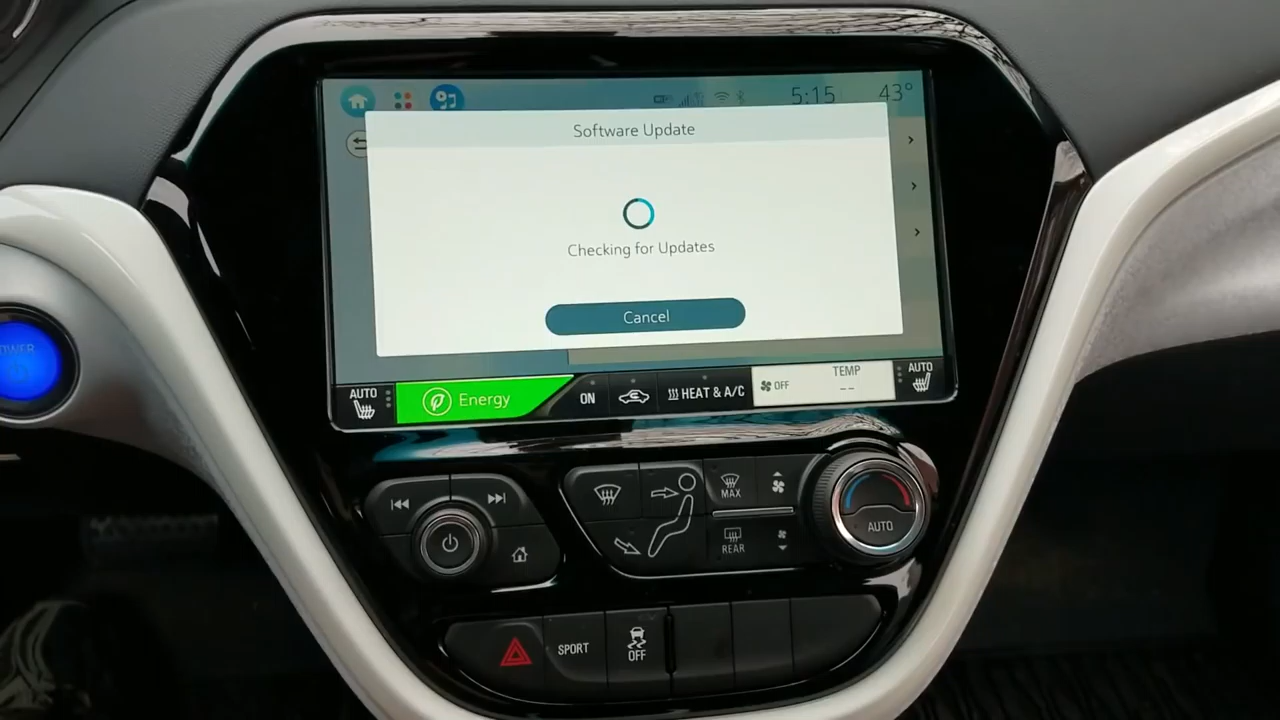 5:15
43°
Software Update
Checking for Updates
Cancel
POWER
AUTO
Energy
ON
HEAT & A/C
OFF
TEMP
--
AUTO
MAX
REAR
AUTO
SPORT
OFF